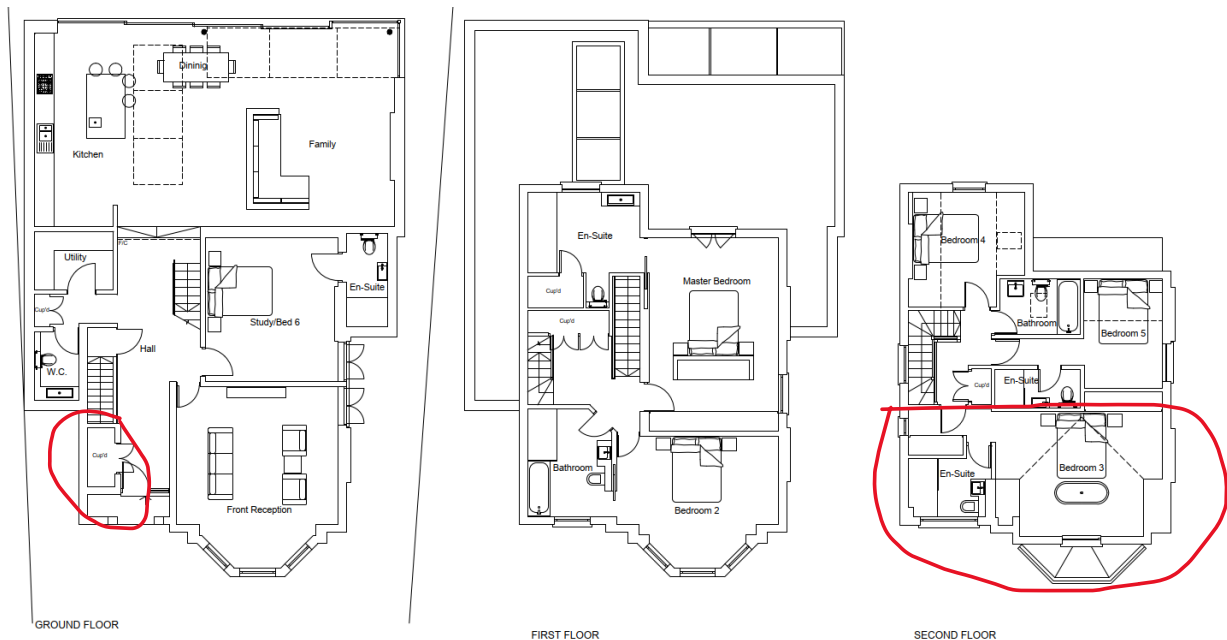 Dininig
Kitchen
Family
F/C
Utility
En-Suite
Cup'd
Study/Bed 6
Hall
W.C.
Cup'd
Front Reception
GROUND FLOOR
En-Suite
Master Bedroom
Cup'd
Cup'd
Bathroom
Bedroom 2
FIRST FLOOR
Bedroom 4
Bathroom
Bedroom 5
En-Suite
Cup'd
Bedroom 3
En-Suite
SECOND FLOOR